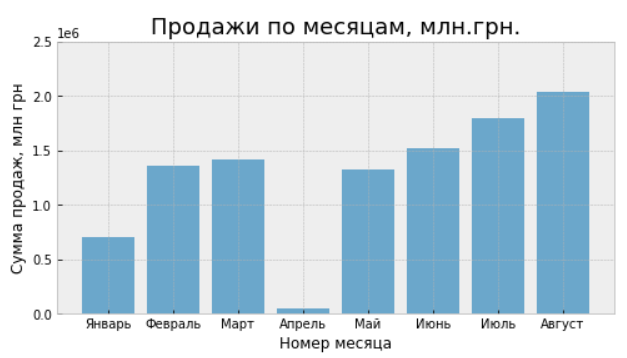 Продажи по месяцам, млн.грн.
1e6
2.5
2.0
1.5
1.0
0.5
0.0
Сумма продаж, млн грн
Январь Февраль Март Апрель Май Июнь Июль Август
Номер месяца